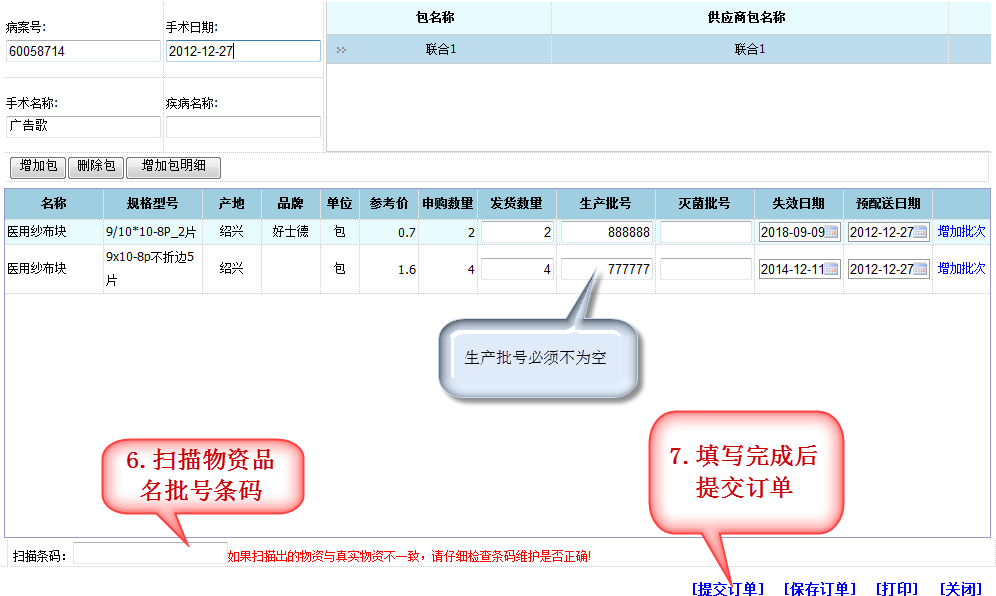 病案号:
手术日期:
60058714
2012-12-27
手术名称:
疾病名称:
广告歌
包名称 供应商包名称
>> 联合1 联合1
增加包 删除包 增加包明细
名称 规格型号 产地 品牌 单位 参考价 申购数量 发货数量 生产批号 灭菌批号 失效日期 预配送日期
医用纱布块 9/10*10-8P_2片 绍兴 好士德 包 0.7 2 2 888888 2018-09-09 2012-12-27 增加批次
医用纱布块 9x10-8p不折边5
片 绍兴 包 1.6 4 4 777777 2014-12-11 2012-12-27 增加批次
生产批号必须不为空
6.扫描物资品
名批号条码
7.填写完成后
提交订单
扫描条码: 如果扫描出的物资与真实物资不一致，请仔细检查条码维护是否正确!
[提交订单] [保存订单] [打印] [关闭]